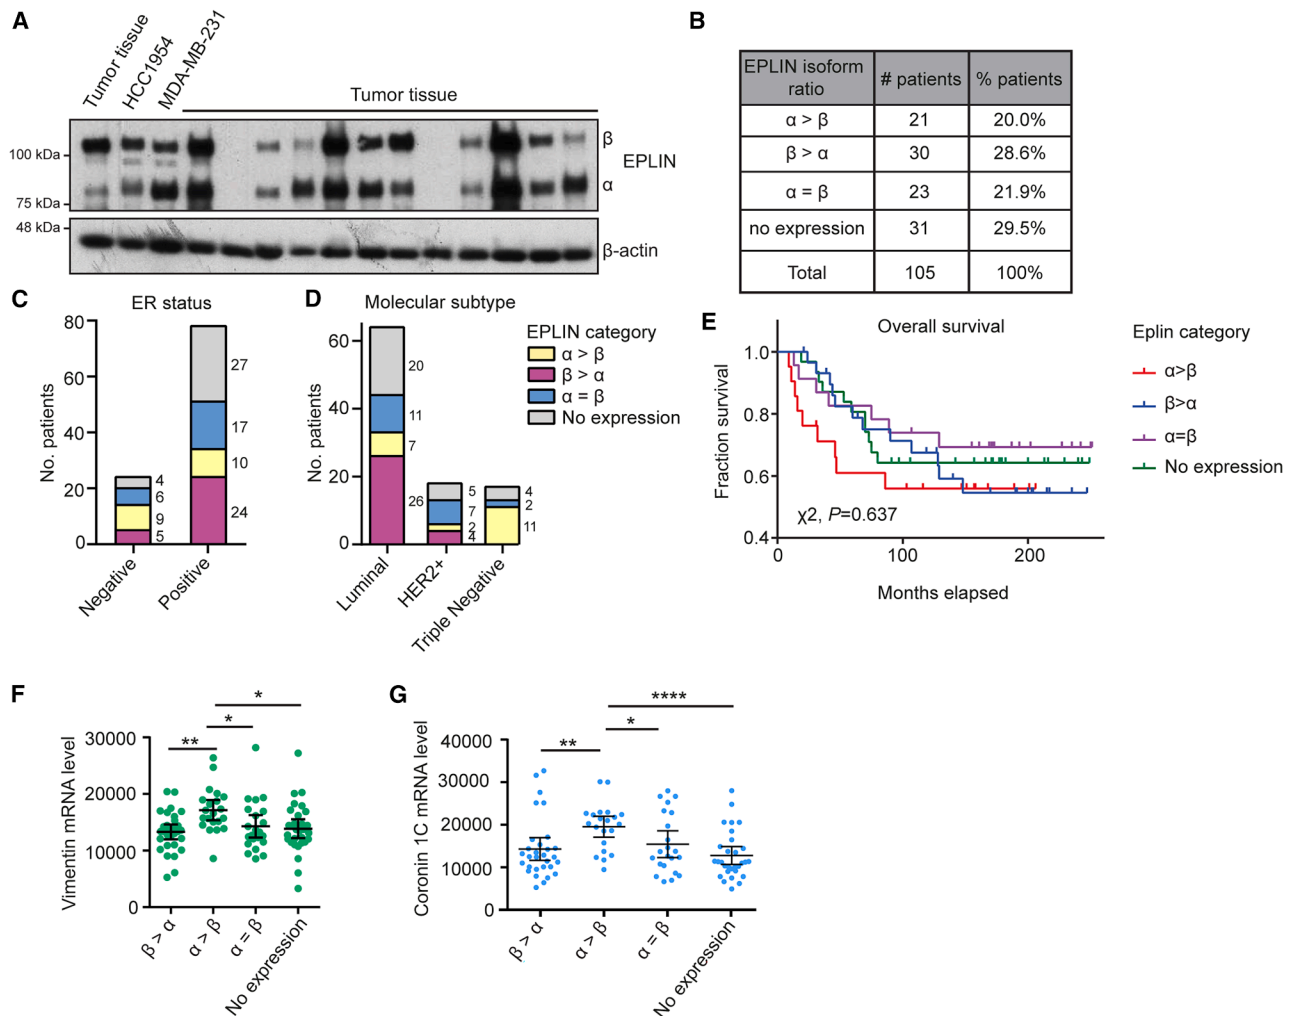 A
Tumor tissue
HCC1954
MDA-MB-231
Tumor tissue
100 kDa
75 kDa
48 kDa
β
EPLIN
α
β-actin
B
EPLIN isoform ratio # patients % patients
α > β 21 20.0%
β > α 30 28.6%
α = β 23 21.9%
no expression 31 29.5%
Total 105 100%
C
ER status
No. patients
80
60
40
20
0
4
6
9
5
27
17
10
24
Negative
Positive
D
Molecular subtype
No. patients
60
40
20
0
20
11
7
26
5
7
2
4
4
2
11
Luminal
HER2+
Triple Negative
EPLIN category
α > β
β > α
α = β
No expression
E
Overall survival
Fraction survival
1.0
0.8
0.6
0.4
χ2, P=0.637
0
100
200
Months elapsed
Eplin category
α>β
β>α
α=β
No expression
F
Vimentin mRNA level
30000
20000
10000
0
**
*
*
β > α
α > β
α = β
No expression
G
Coronin 1C mRNA level
40000
30000
20000
10000
0
**
*
****
β > α
α > β
α = β
No expression